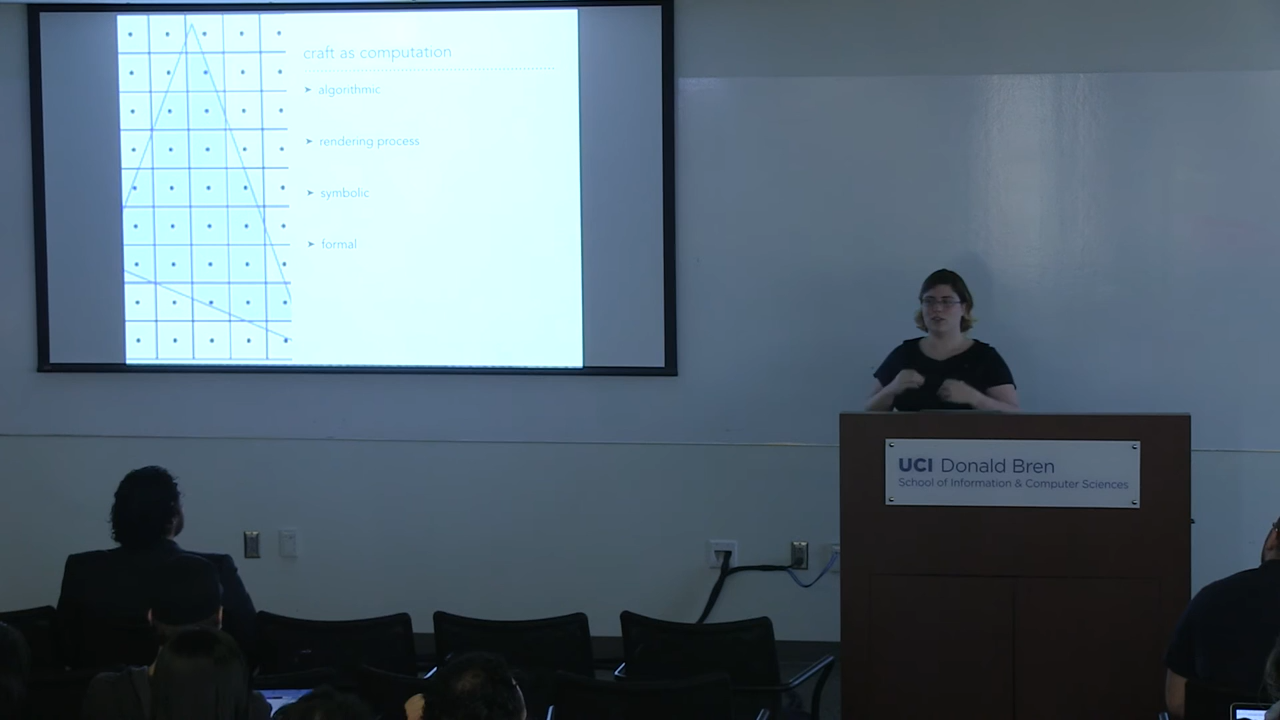 craft as computation
➤ algorithmic
➤ rendering process
➤ symbolic
➤ formal
UCI Donald Bren
School of Information & Computer Sciences